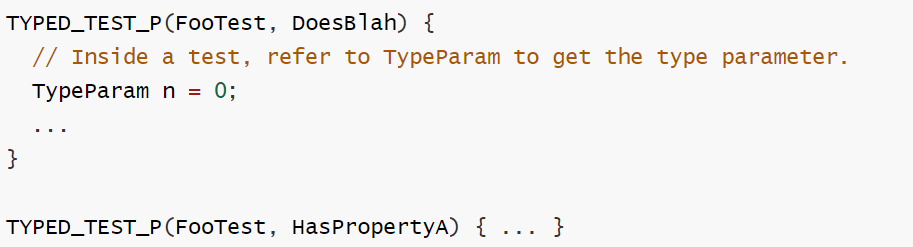 TYPED_TEST_P(FooTest, DoesBlah) {
  // Inside a test, refer to TypeParam to get the type parameter.
  TypeParam n = 0;
  ...
}

TYPED_TEST_P(FooTest, HasPropertyA) { ... }